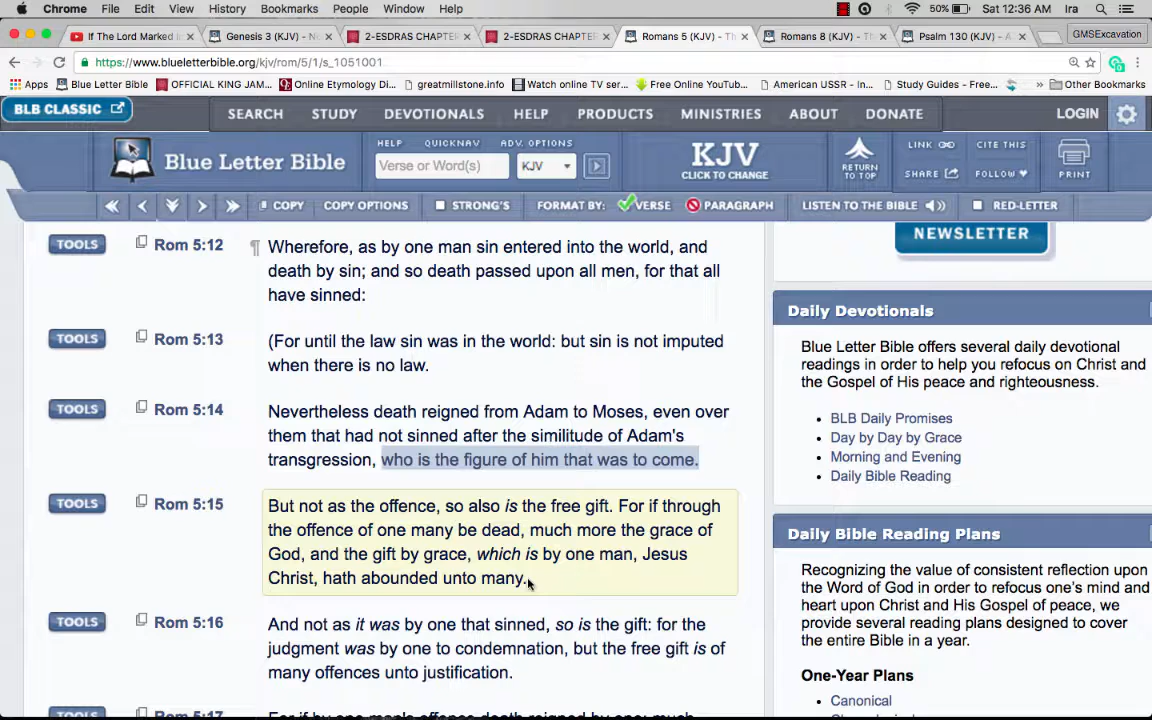 Chrome File Edit View History Bookmarks People Window Help 50% Sat 12:36 AM Ira
If The Lord Marked Genesis 3 (KJV) - 2-ESDRAS CHAPTER 2-ESDRAS CHAPTE Romans 5 (KJV) - Th Romans 8 (KJV) - Th Psalm 130 (KJV) - GMSExcavation
https://www.blueletterbible.org/kjv/rom/5/1/s_1051001
Apps Blue Letter Bible OFFICIAL KING JAM... Online Etymology Di... greatmillstone.info Watch online TV ser... Free Online YouTub... American USSR - In... Study Guides - Free... » Other Bookmarks
BLB CLASSIC SEARCH STUDY DEVOTIONALS HELP PRODUCTS MINISTRIES ABOUT DONATE LOGIN
Blue Letter Bible
HELP QUICKNAV ADV. OPTIONS
Verse or Word(s) KJV
KJV
CLICK TO CHANGE
RETURN
TO TOP
LINK CITE THIS
SHARE FOLLOW
PRINT
COPY COPY OPTIONS STRONG'S FORMAT BY: VERSE PARAGRAPH LISTEN TO THE BIBLE RED-LETTER
TOOLS Rom 5:12 ¶ Wherefore, as by one man sin entered into the world, and
death by sin; and so death passed upon all men, for that all
have sinned:
TOOLS Rom 5:13 (For until the law sin was in the world: but sin is not imputed
when there is no law.
TOOLS Rom 5:14 Nevertheless death reigned from Adam to Moses, even over
them that had not sinned after the similitude of Adam's
transgression, who is the figure of him that was to come.
TOOLS Rom 5:15 But not as the offence, so also is the free gift. For if through
the offence of one many be dead, much more the grace of
God, and the gift by grace, which is by one man, Jesus
Christ, hath abounded unto many.
TOOLS Rom 5:16 And not as it was by one that sinned, so is the gift: for the
judgment was by one to condemnation, but the free gift is of
many offences unto justification.
TOOLS Rom 5:17 For if by one man's offence death reigned by one; much
NEWSLETTER
Daily Devotionals
Blue Letter Bible offers several daily devotional
readings in order to help you refocus on Christ and
the Gospel of His peace and righteousness.
BLB Daily Promises
Day by Day by Grace
Morning and Evening
Daily Bible Reading
Daily Bible Reading Plans
Recognizing the value of consistent reflection upon
the Word of God in order to refocus one's mind and
heart upon Christ and His Gospel of peace, we
provide several reading plans designed to cover
the entire Bible in a year.
One-Year Plans
Canonical